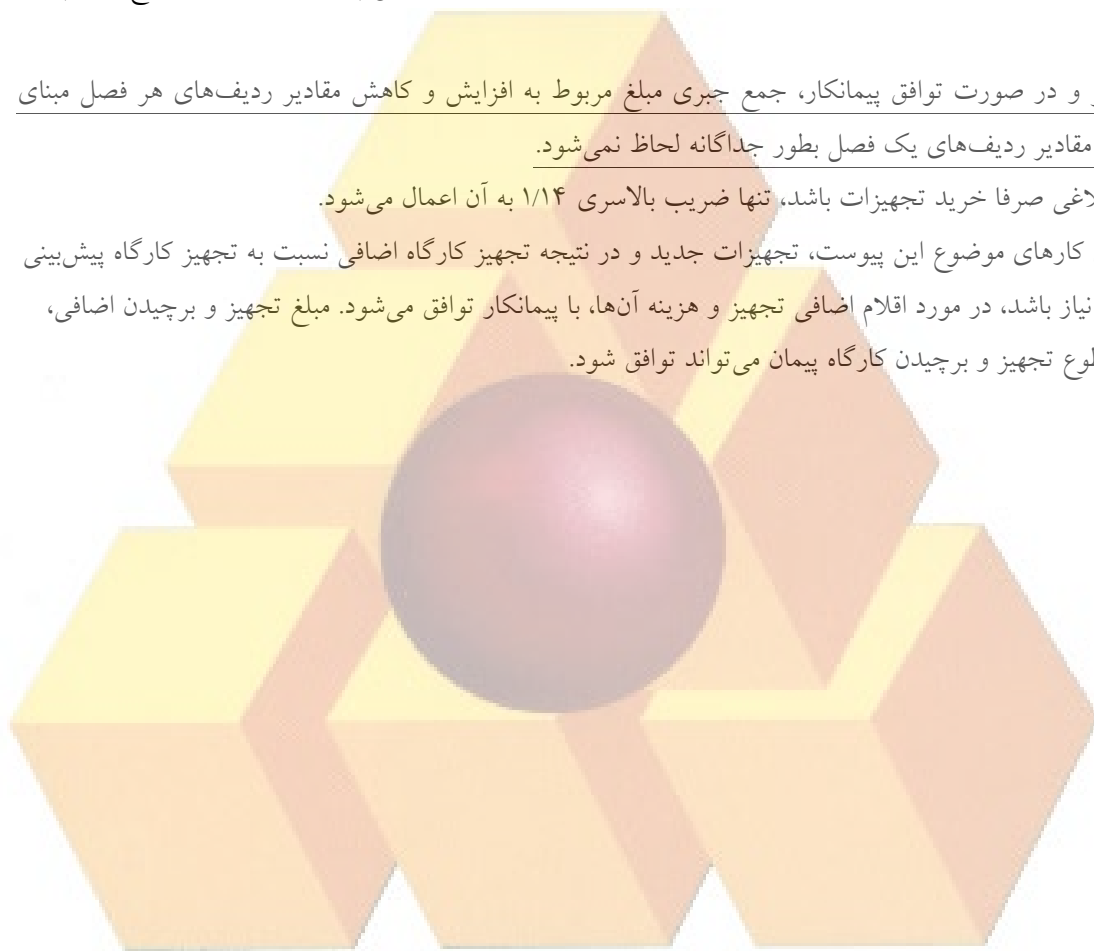 و در صورت توافق پیمانکار، جمع جبری مبلغ مربوط به افزایش و کاهش مقادیر ردیف‌های هر فصل مبنای
مقادیر ردیف‌های یک فصل بطور جداگانه لحاظ نمی‌شود.
صرفا خرید تجهیزات باشد، تنها ضریب بالاسری ۱/۱۴ به آن اعمال می‌شود.
کارهای موضوع این پیوست، تجهیزات جدید و در نتیجه تجهیز کارگاه اضافی نسبت به تجهیز کارگاه پیش‌بینی
نیاز باشد، در مورد اقلام اضافی تجهیز و هزینه آن‌ها، با پیمانکار توافق می‌شود. مبلغ تجهیز و برچیدن اضافی،
تجهیز و برچیدن کارگاه پیمان می‌تواند توافق شود.